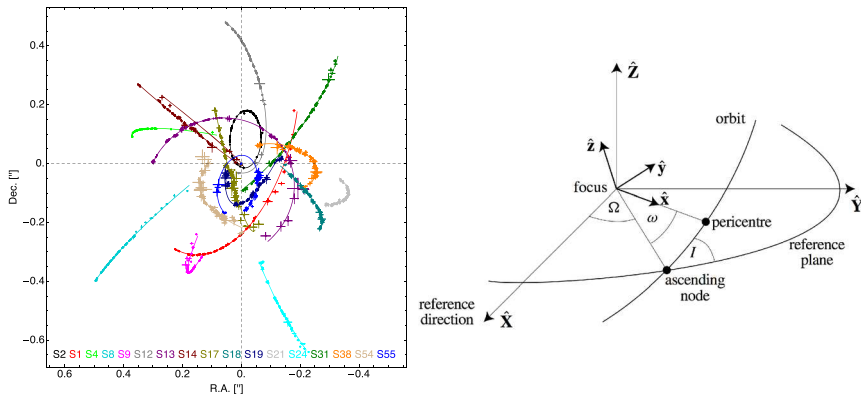 0.4
0.2
0.
−0.2
−0.4
−0.6
Dec. ["]
S2 S1 S4 S8 S9 S12 S13 S14 S17 S18 S19 S21 S24 S31 S38 S54 S55
0.6 0.4 0.2 0. −0.2 −0.4
R.A. ["]
Ẑ
orbit
ẑ
ŷ
focus
x̂
Ω
ω
Ŷ
pericentre
reference
plane
I
ascending
node
reference
direction
X̂